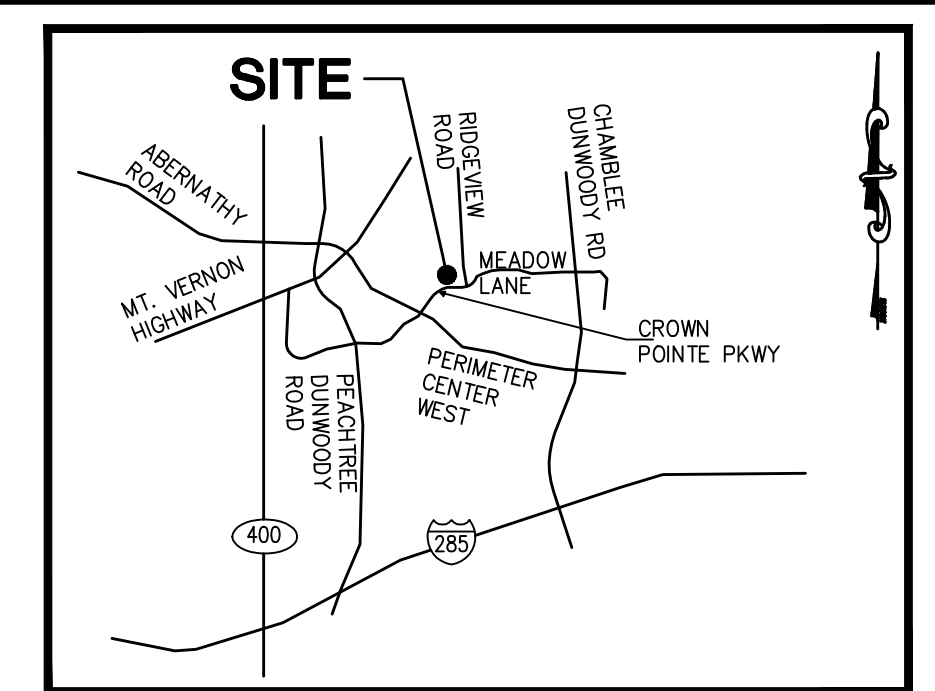 SITE
ABERNATHY
ROAD
RIDGEVIEW
ROAD
CHAMBLEE
DUNWOODY RD
MEADOW
LANE
MT. VERNON
HIGHWAY
CROWN
POINTE PKWY
PERIMETER
CENTER
WEST
PEACHTREE
DUNWOODY
ROAD
400
285